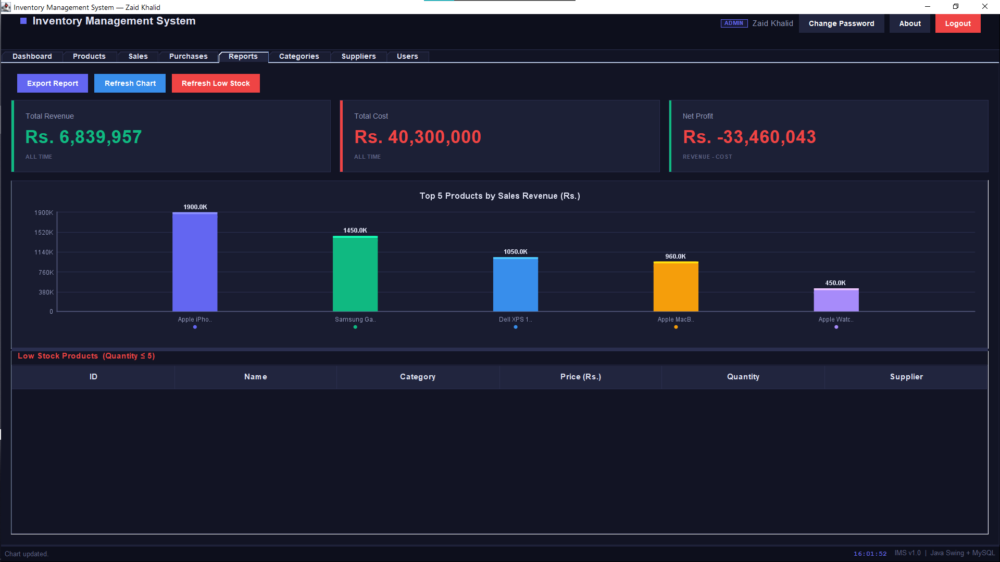 Inventory Management System — Zaid Khalid
Inventory Management System
ADMIN Zaid Khalid Change Password About Logout
Dashboard Products Sales Purchases Reports Categories Suppliers Users
Export Report Refresh Chart Refresh Low Stock
Total Revenue
Rs. 6,839,957
ALL TIME
Total Cost
Rs. 40,300,000
ALL TIME
Net Profit
Rs. -33,460,043
REVENUE - COST
Top 5 Products by Sales Revenue (Rs.)
1900K
1520K
1140K
760K
380K
0
1900.0K
1450.0K
1050.0K
960.0K
450.0K
Apple iPho.. Samsung Ga.. Dell XPS 1.. Apple MacB.. Apple Watc..
Low Stock Products (Quantity ≤ 5)
ID Name Category Price (Rs.) Quantity Supplier
Chart updated.
16:01:52 IMS v1.0 | Java Swing + MySQL